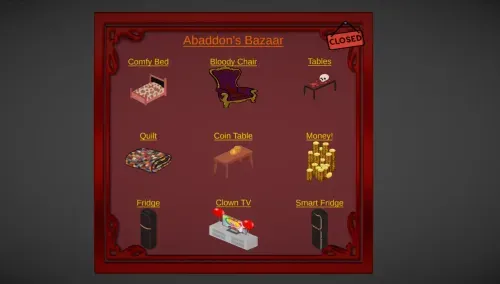 Abaddon's Bazaar
CLOSED
Comfy Bed
Bloody Chair
Tables
Quilt
Coin Table
Money!
Fridge
Clown TV
Smart Fridge